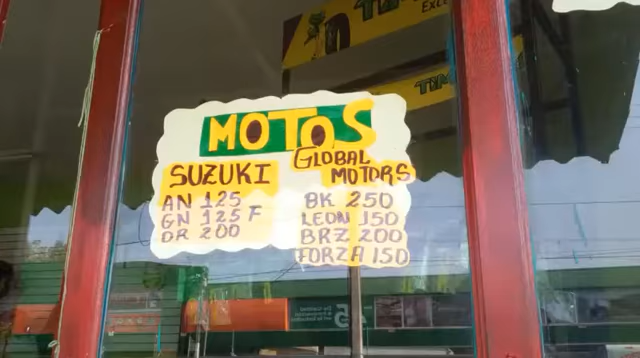 MOTOS
SUZUKI
AN 125
GN 125 F
DR 200
GLOBAL
MOTORS
BK 250
LEON 150
BRZ 200
FORZA 150